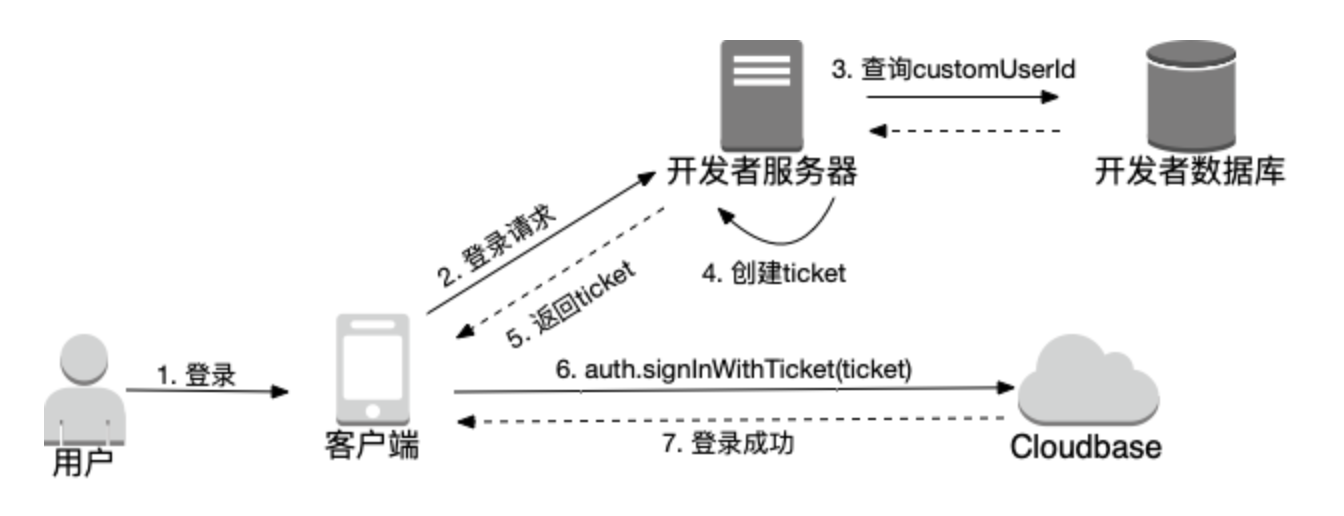 3. 查询customUserId
开发者服务器
开发者数据库
2. 登录请求
4. 创建ticket
5. 返回ticket
1. 登录
6. auth.signInWithTicket(ticket)
7. 登录成功
用户
客户端
Cloudbase